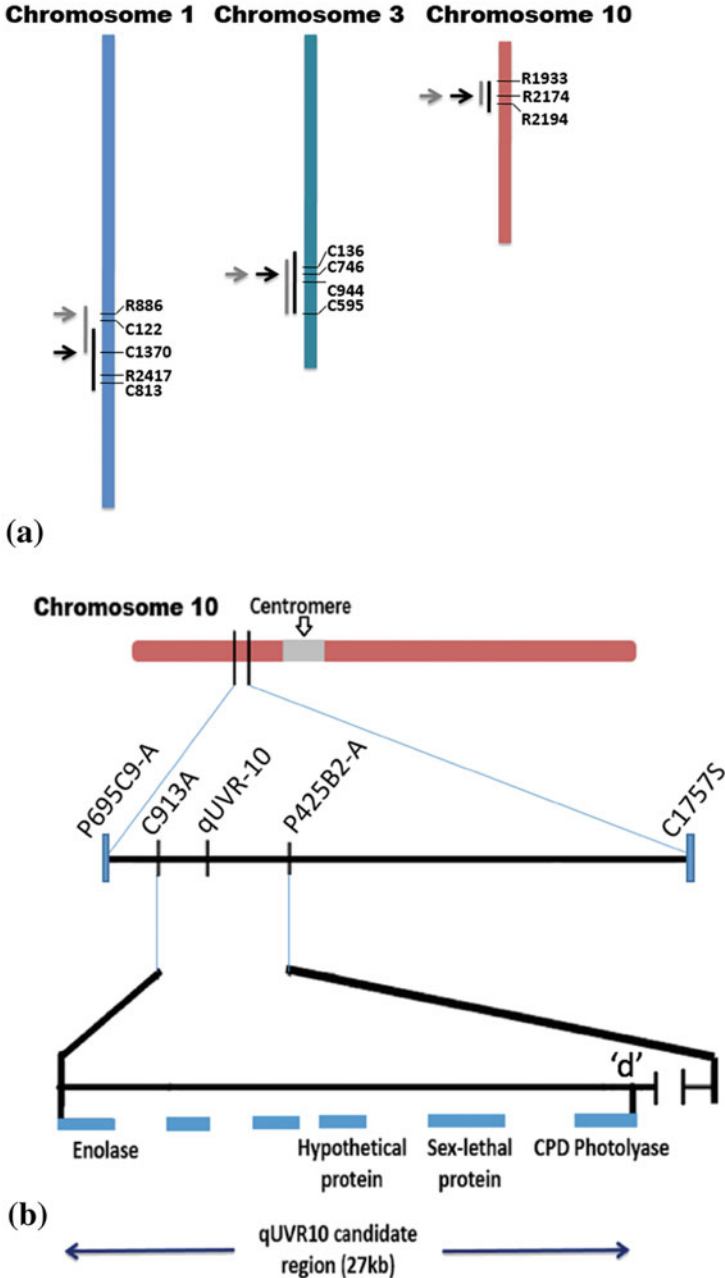 Chromosome 1 Chromosome 3 Chromosome 10
R1933
R2174
R2194
C136
C746
C944
C595
R886
C122
C1370
R2417
C813
(a)
Chromosome 10
Centromere
P695C9-A
C913A
qUVR-10
P425B2-A
C1757S
‘d’
Enolase
Hypothetical
protein
Sex-lethal
protein
CPD Photolyase
(b)
qUVR10 candidate
region (27kb)